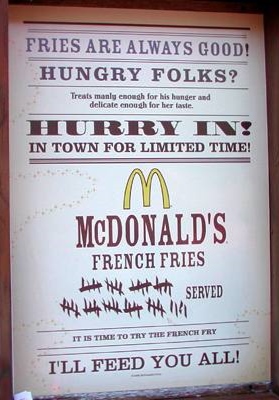 FRIES ARE ALWAYS GOOD!
HUNGRY FOLKS?
Treats manly enough for his hunger and
delicate enough for her taste.
HURRY IN!
IN TOWN FOR LIMITED TIME!
McDONALD'S
FRENCH FRIES
SERVED
IT IS TIME TO TRY THE FRENCH FRY
I'LL FEED YOU ALL!